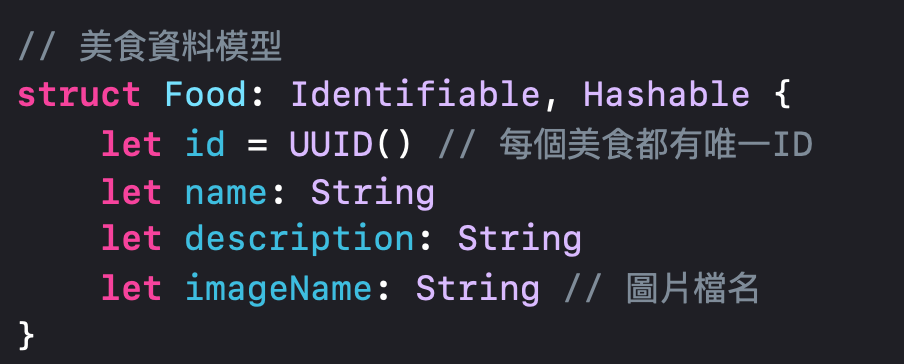 // 美食資料模型
struct Food: Identifiable, Hashable {
    let id = UUID() // 每個美食都有唯一ID
    let name: String
    let description: String
    let imageName: String // 圖片檔名
}